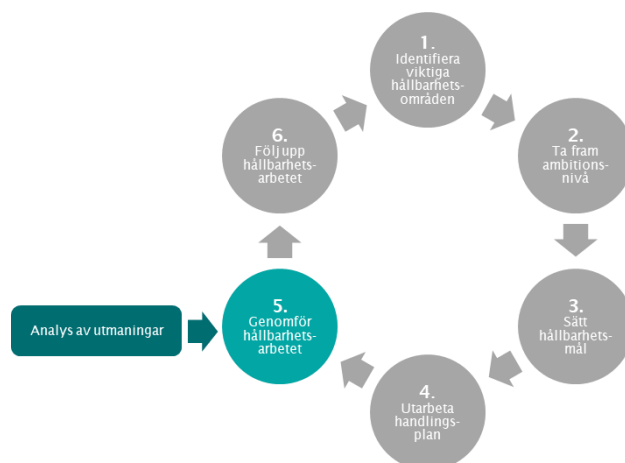 1.
Identifiera
viktiga
hållbarhets-
områden
2.
Ta fram
ambitions-
nivå
3.
Sätt
hållbarhets-
mål
4.
Utarbeta
handlings-
plan
5.
Genomför
hållbarhets-
arbetet
6.
Följ upp
hållbarhets-
arbetet
Analys av utmaningar